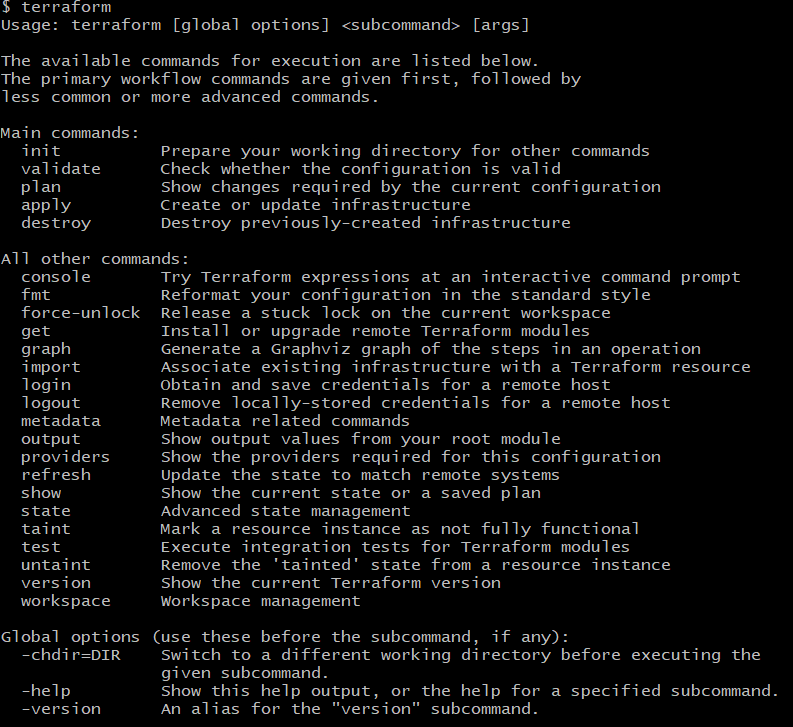 $ terraform
Usage: terraform [global options] <subcommand> [args]

The available commands for execution are listed below.
The primary workflow commands are given first, followed by
less common or more advanced commands.

Main commands:
  init          Prepare your working directory for other commands
  validate      Check whether the configuration is valid
  plan          Show changes required by the current configuration
  apply         Create or update infrastructure
  destroy       Destroy previously-created infrastructure

All other commands:
  console       Try Terraform expressions at an interactive command prompt
  fmt           Reformat your configuration in the standard style
  force-unlock  Release a stuck lock on the current workspace
  get           Install or upgrade remote Terraform modules
  graph         Generate a Graphviz graph of the steps in an operation
  import        Associate existing infrastructure with a Terraform resource
  login         Obtain and save credentials for a remote host
  logout        Remove locally-stored credentials for a remote host
  metadata      Metadata related commands
  output        Show output values from your root module
  providers     Show the providers required for this configuration
  refresh       Update the state to match remote systems
  show          Show the current state or a saved plan
  state         Advanced state management
  taint         Mark a resource instance as not fully functional
  test          Execute integration tests for Terraform modules
  untaint       Remove the 'tainted' state from a resource instance
  version       Show the current Terraform version
  workspace     Workspace management

Global options (use these before the subcommand, if any):
  -chdir=DIR    Switch to a different working directory before executing the
                given subcommand.
  -help         Show this help output, or the help for a specified subcommand.
  -version      An alias for the "version" subcommand.